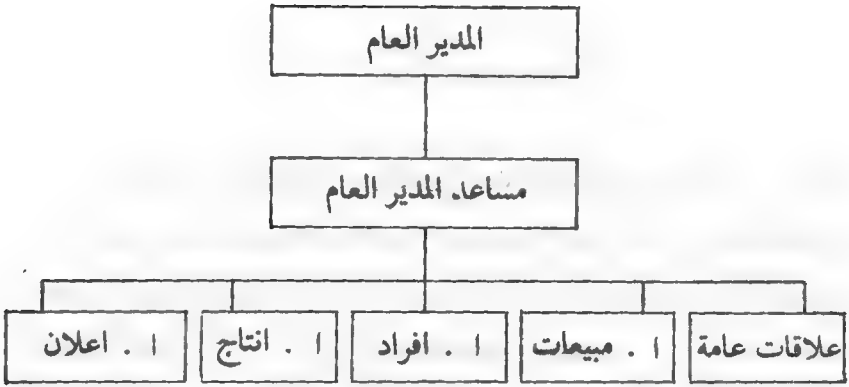 المدير العام
مساعد المدير العام
علاقات عامة
ا . مبيعات
ا . افراد
ا . انتاج
ا . اعلان